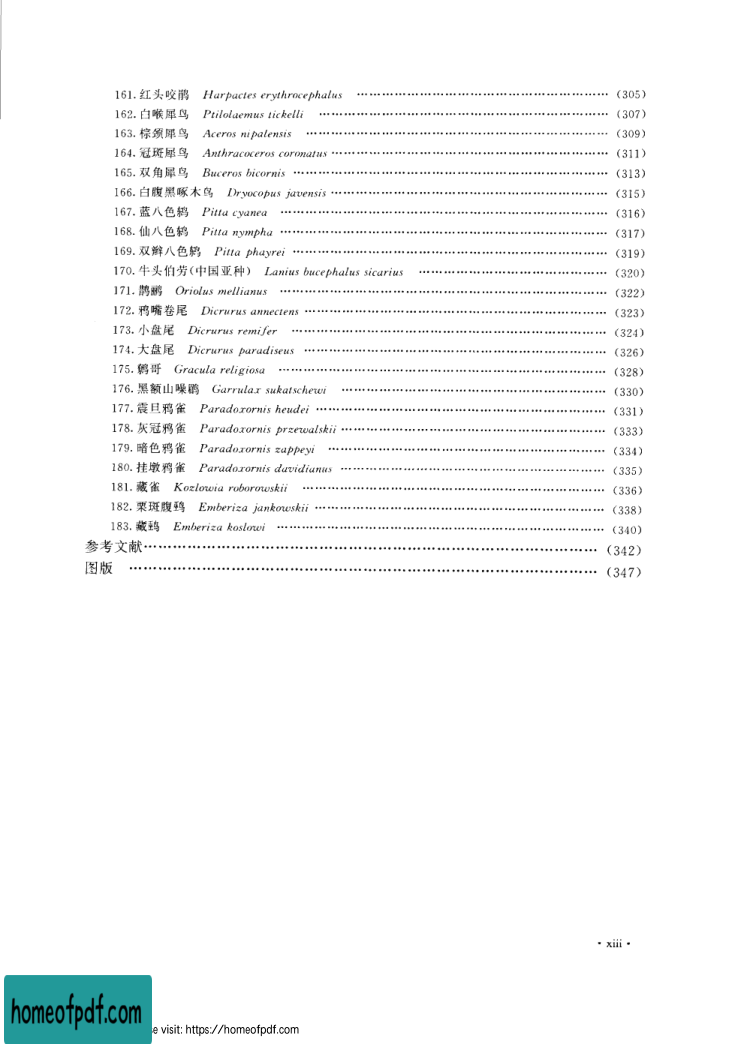 161. 红头咬鹃 Harpactes erythrocephalus ………………………………………………… (305)
162. 白喉犀鸟 Ptilolaemus tickelli ………………………………………………… (307)
163. 棕颈犀鸟 Aceros nipalensis ………………………………………………… (309)
164. 冠斑犀鸟 Anthracoceros coronatus ………………………………………………… (311)
165. 双角犀鸟 Buceros bicornis ………………………………………………… (313)
166. 白腹黑啄木鸟 Dryocopus javensis ………………………………………………… (315)
167. 蓝八色鸫 Pitta cyanea ………………………………………………… (316)
168. 仙八色鸫 Pitta nympha ………………………………………………… (317)
169. 双辫八色鸫 Pitta phayrei ………………………………………………… (319)
170. 牛头伯劳(中国亚种) Lanius bucephalus sicarius ………………………………………………… (320)
171. 鹊鹂 Oriolus mellianus ………………………………………………… (322)
172. 鸦嘴卷尾 Dicrurus annectens ………………………………………………… (323)
173. 小盘尾 Dicrurus remifer ………………………………………………… (324)
174. 大盘尾 Dicrurus paradiseus ………………………………………………… (326)
175. 鹩哥 Gracula religiosa ………………………………………………… (328)
176. 黑额山噪鹛 Garrulax sukatschewi ………………………………………………… (330)
177. 震旦鸦雀 Paradoxornis heudei ………………………………………………… (331)
178. 灰冠鸦雀 Paradoxornis przewalskii ………………………………………………… (333)
179. 暗色鸦雀 Paradoxornis zappeyi ………………………………………………… (334)
180. 挂墩鸦雀 Paradoxornis davidianus ………………………………………………… (335)
181. 藏雀 Kozlowia roborowskii ………………………………………………… (336)
182. 栗斑腹鹀 Emberiza jankowskii ………………………………………………… (338)
183. 藏鹀 Emberiza koslowi ………………………………………………… (340)
参考文献………………………………………………… (342)
图版 ………………………………………………… (347)
· xiii ·
homeofpdf.com
e visit: https://homeofpdf.com